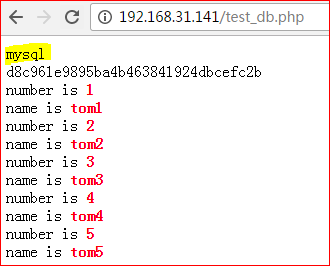 192.168.31.141/test_db.php
mysql
d8c961e9895ba4b463841924dbcefc2b
number is 1
name is tom1
number is 2
name is tom2
number is 3
name is tom3
number is 4
name is tom4
number is 5
name is tom5